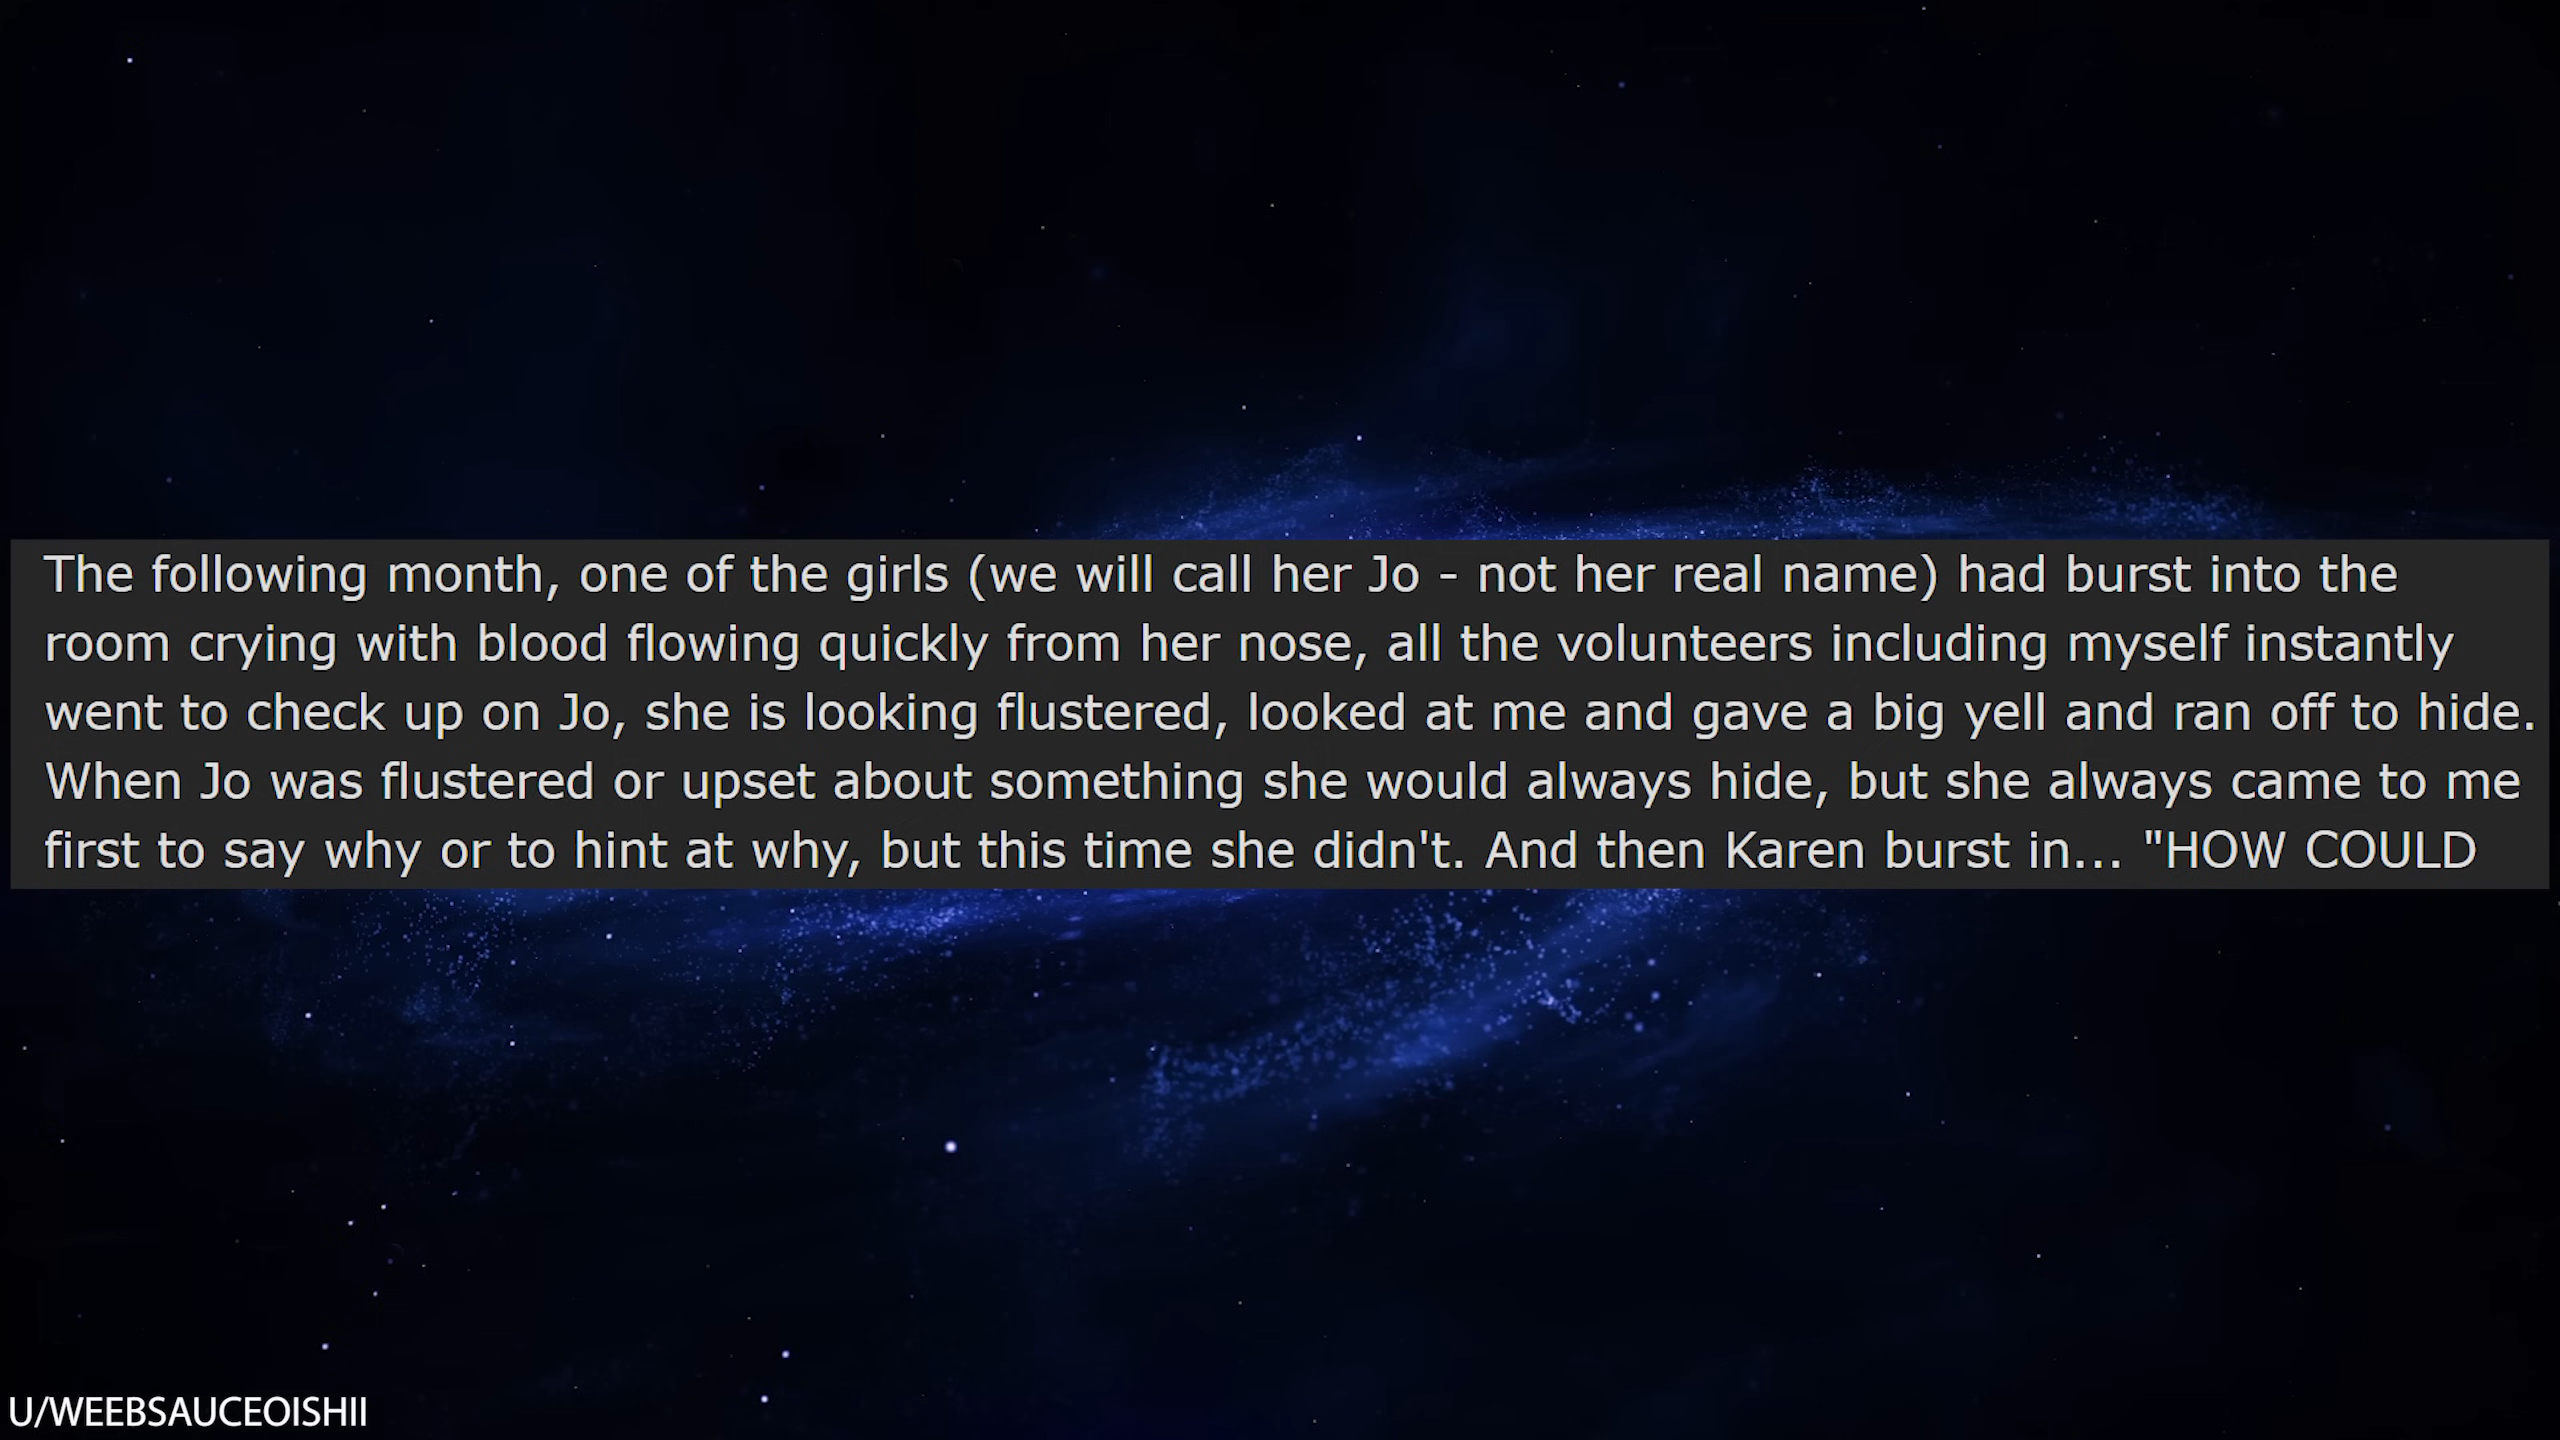 The following month, one of the girls (we will call her Jo - not her real name) had burst into the
room crying with blood flowing quickly from her nose, all the volunteers including myself instantly
went to check up on Jo, she is looking flustered, looked at me and gave a big yell and ran off to hide.
When Jo was flustered or upset about something she would always hide, but she always came to me
first to say why or to hint at why, but this time she didn't. And then Karen burst in... "HOW COULD
U/WEEBSAUCEOISHII